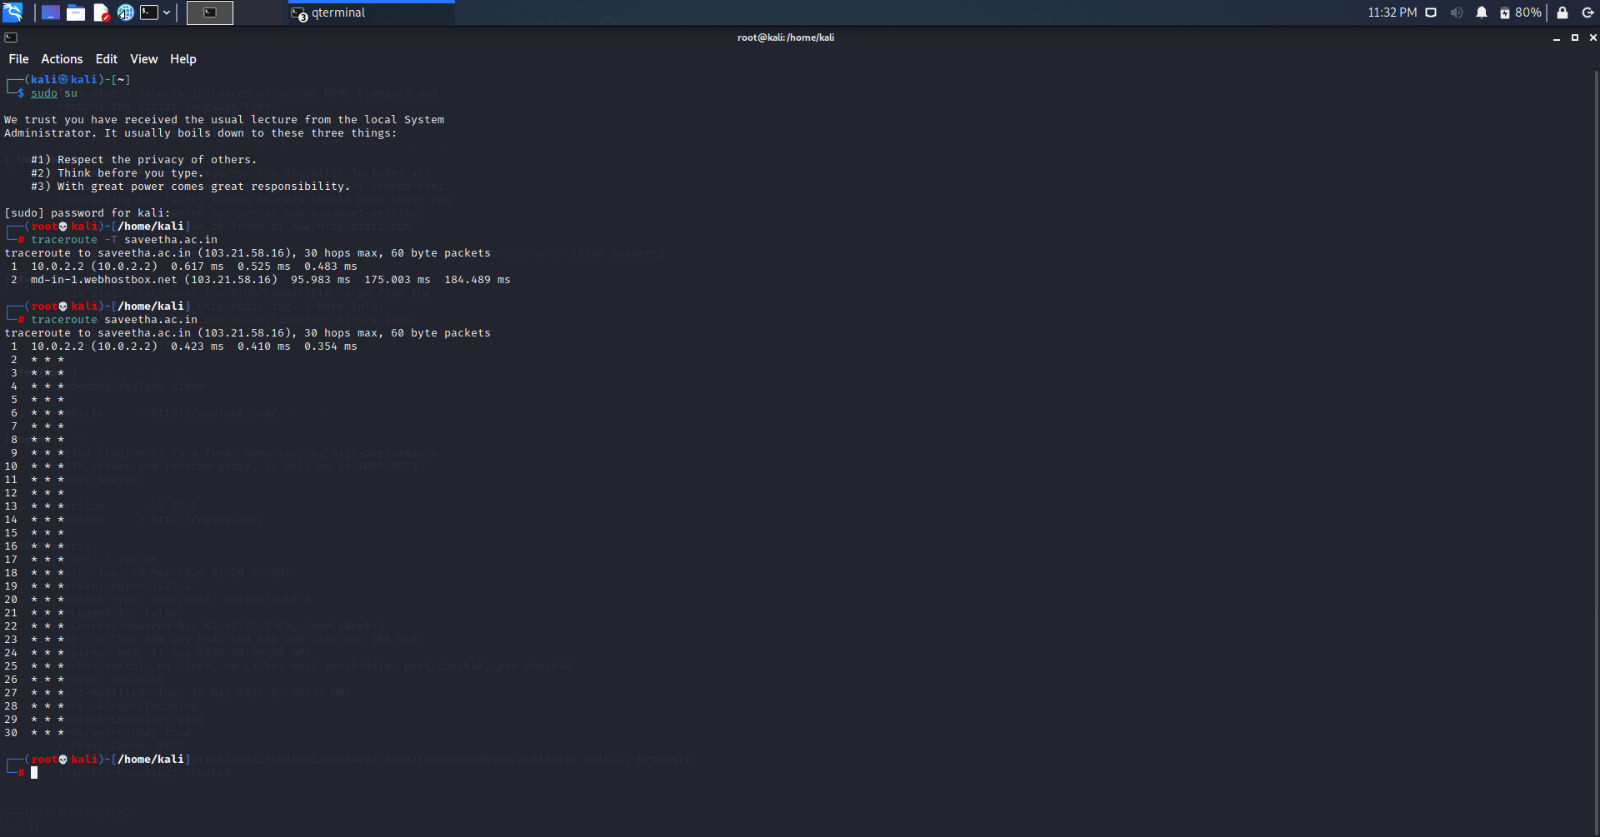 qterminal
11:32 PM 80%
root@kali: /home/kali
File Actions Edit View Help
┌──(kali㉿kali)-[~]
└─$ sudo su
We trust you have received the usual lecture from the local System
Administrator. It usually boils down to these three things:
#1) Respect the privacy of others.
#2) Think before you type.
#3) With great power comes great responsibility.
[sudo] password for kali:
┌──(root💀kali)-[/home/kali]
└─# traceroute -T saveetha.ac.in
traceroute to saveetha.ac.in (103.21.58.16), 30 hops max, 60 byte packets
1 10.0.2.2 (10.0.2.2) 0.617 ms 0.525 ms 0.483 ms
2 md-in-1.webhostbox.net (103.21.58.16) 95.983 ms 175.003 ms 184.489 ms
┌──(root💀kali)-[/home/kali]
└─# traceroute saveetha.ac.in
traceroute to saveetha.ac.in (103.21.58.16), 30 hops max, 60 byte packets
1 10.0.2.2 (10.0.2.2) 0.423 ms 0.410 ms 0.354 ms
2 * * *
3 * * *
4 * * *
5 * * *
6 * * *
7 * * *
8 * * *
9 * * *
10 * * *
11 * * *
12 * * *
13 * * *
14 * * *
15 * * *
16 * * *
17 * * *
18 * * *
19 * * *
20 * * *
21 * * *
22 * * *
23 * * *
24 * * *
25 * * *
26 * * *
27 * * *
28 * * *
29 * * *
30 * * *
┌──(root💀kali)-[/home/kali]
└─#